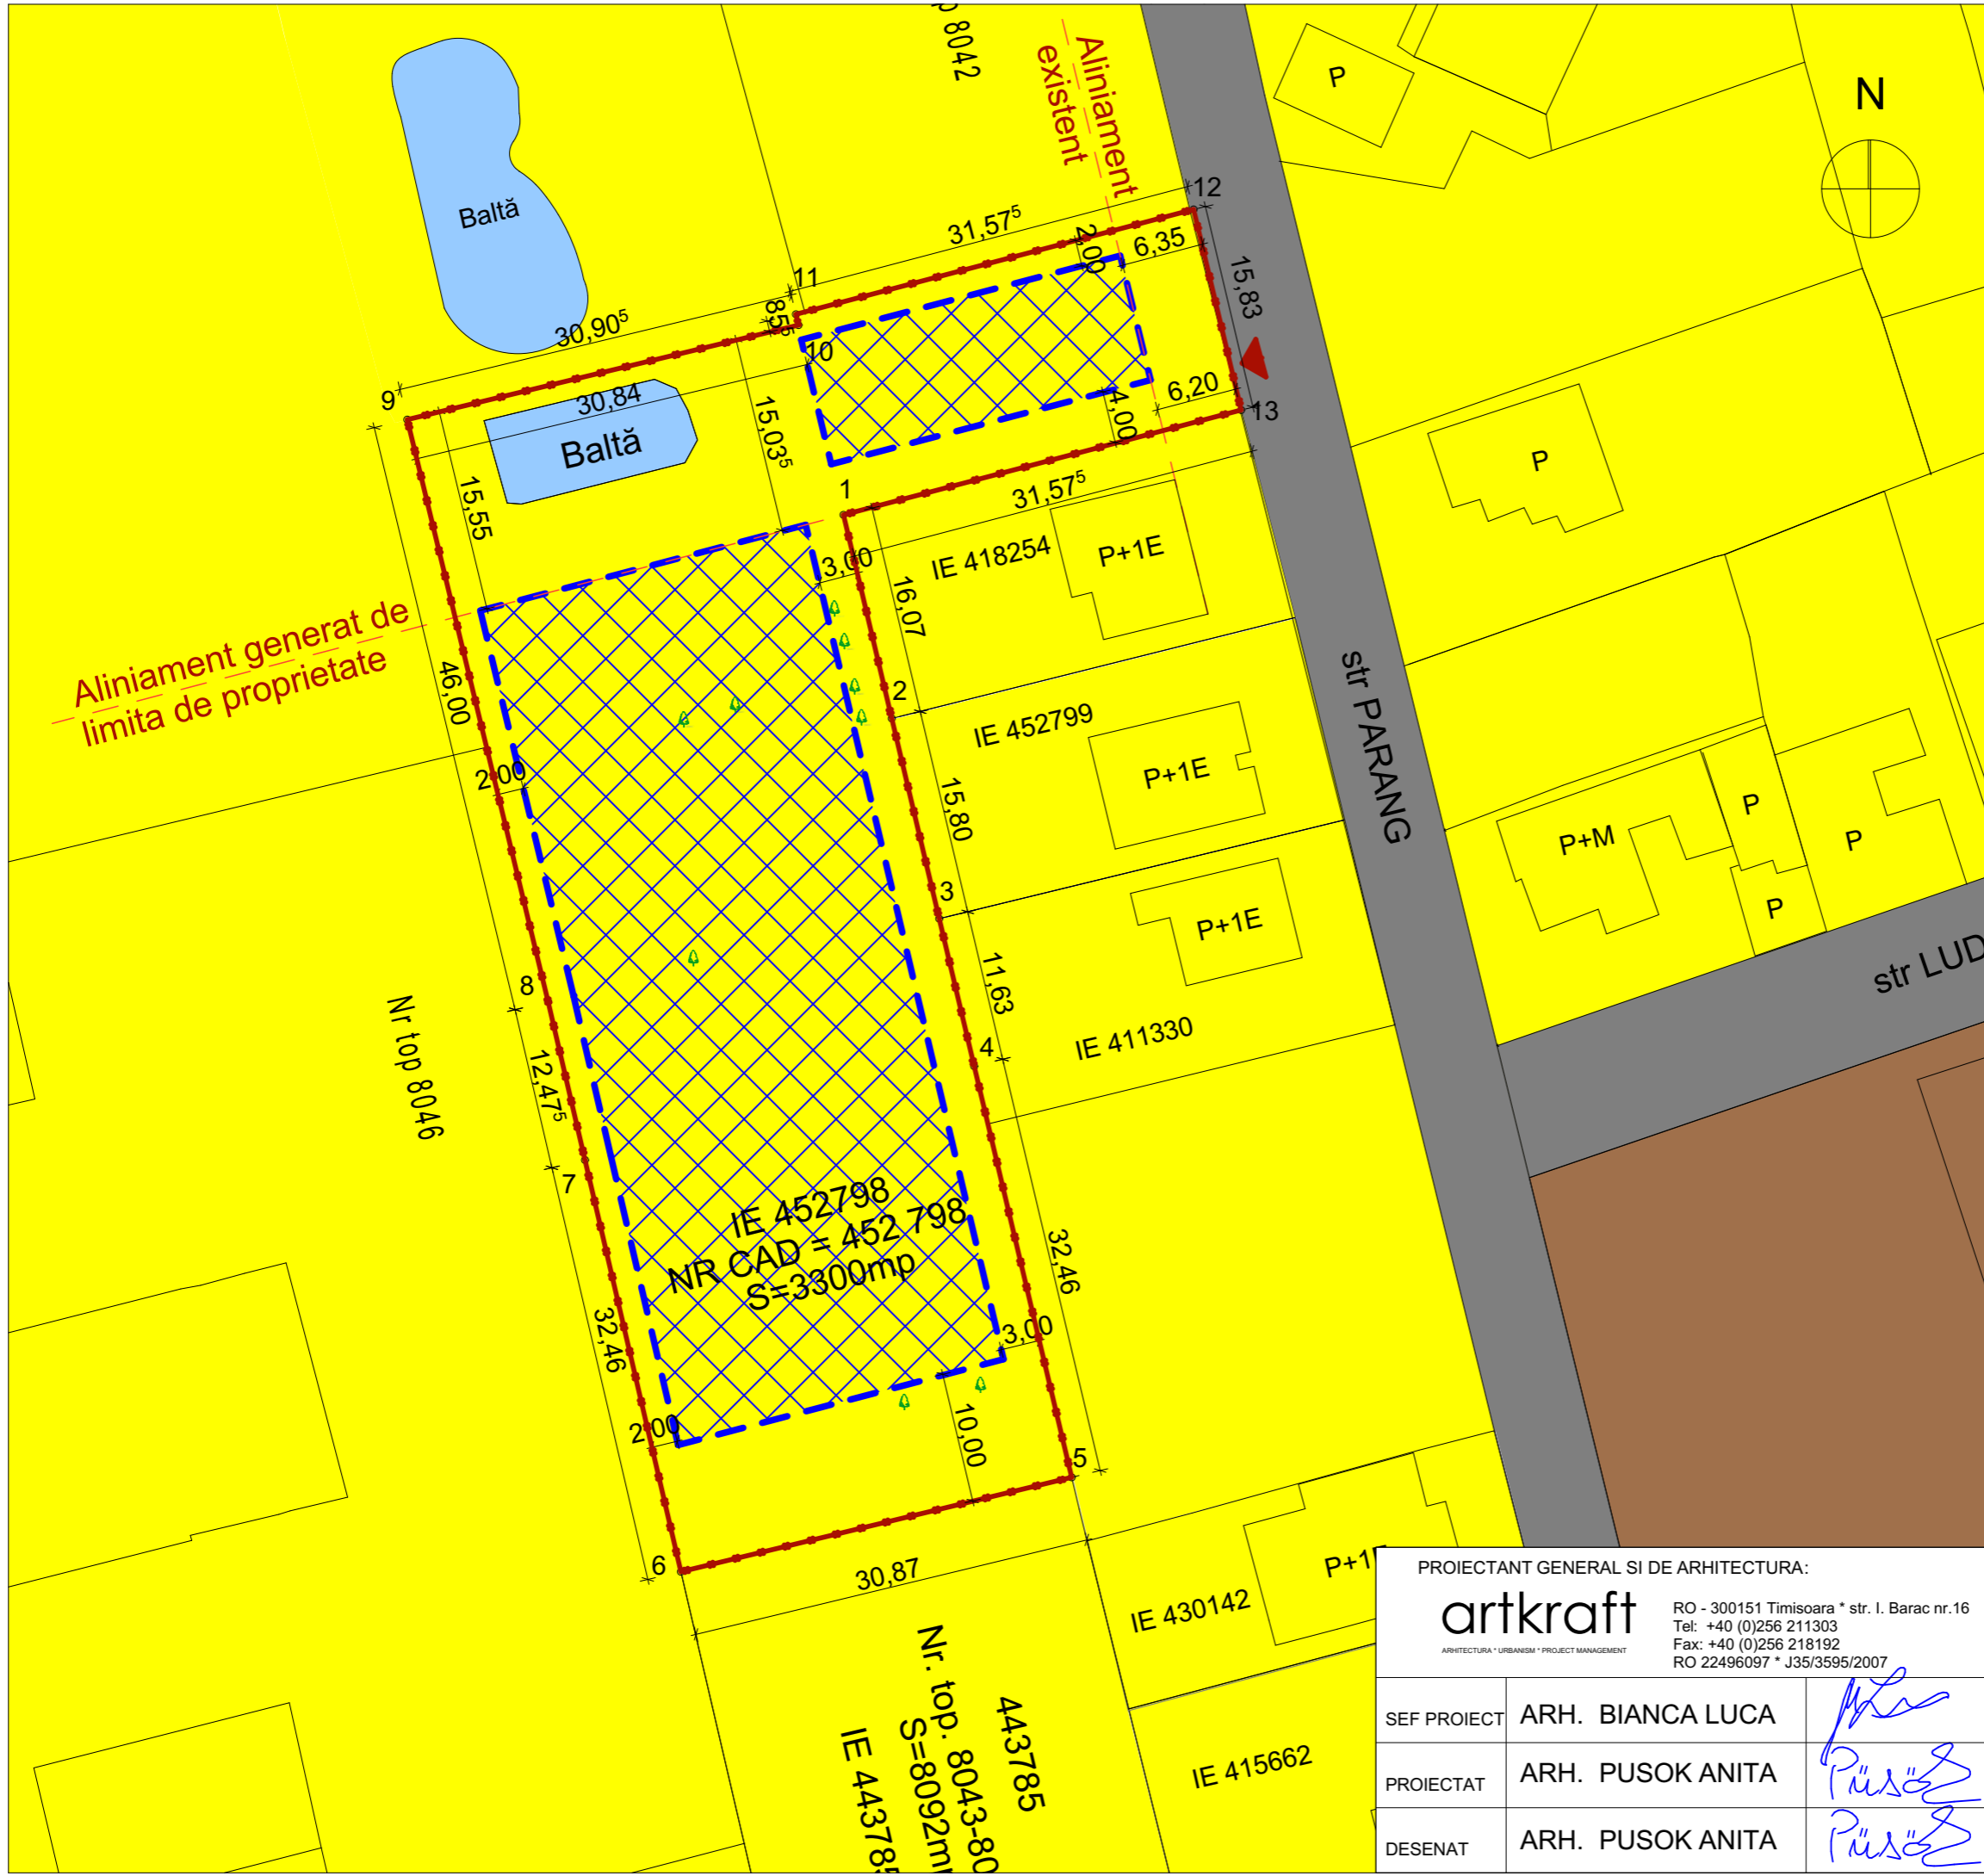 8042
Aliniament
existent
N
P
Baltă
12
31,57⁵
2,00
6,35
15,83
11
85⁵
30,90⁵
10
9
30,84
Baltă
15,03⁵
15,55
6,20
4,00
13
1
31,57⁵
P
3,00
IE 418254
P+1E
16,07
Aliniament generat de
limita de proprietate
46,00
2
2,00
IE 452799
P+1E
str PARANG
15,80
P+M
P
P
P
3
P+1E
11,63
8
4
IE 411330
str LUD
Nr top 8046
12,47⁵
7
IE 452798
NR CAD = 452 798
S=3300mp
32,46
32,46
3,00
2,00
10,00
5
6
30,87
P+1E
IE 430142
IE 415662
443785
Nr. top. 8043-80
S=8092m
IE 443785
PROIECTANT GENERAL SI DE ARHITECTURA:
artkraft
ARHITECTURA * URBANISM * PROJECT MANAGEMENT
RO - 300151 Timisoara * str. I. Barac nr.16
Tel: +40 (0)256 211303
Fax: +40 (0)256 218192
RO 22496097 * J35/3595/2007
SEF PROIECT ARH. BIANCA LUCA
PROIECTAT ARH. PUSOK ANITA
DESENAT ARH. PUSOK ANITA